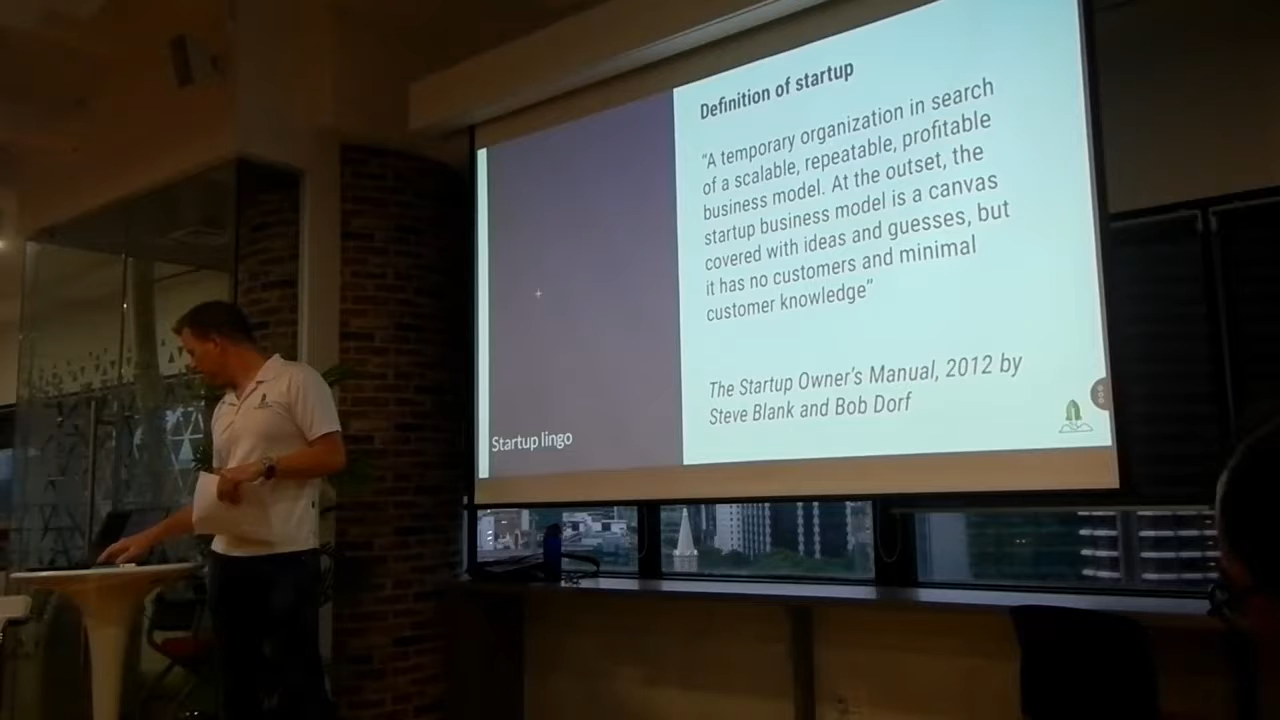 Definition of startup
"A temporary organization in search
of a scalable, repeatable, profitable
business model. At the outset, the
startup business model is a canvas
covered with ideas and guesses, but
it has no customers and minimal
customer knowledge"
The Startup Owner's Manual, 2012 by
Steve Blank and Bob Dorf
Startup lingo